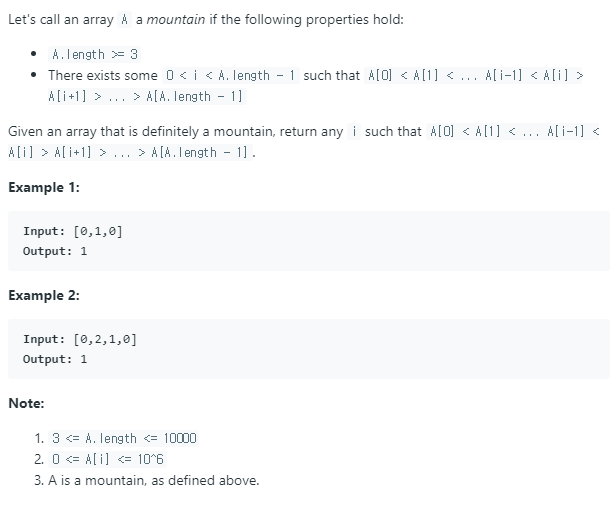 Let's call an array A a mountain if the following properties hold:
• A.length >= 3
• There exists some 0 < i < A.length - 1 such that A[0] < A[1] < ... A[i-1] < A[i] >
A[i+1] > ... > A[A.length - 1]
Given an array that is definitely a mountain, return any i such that A[0] < A[1] < ... A[i-1] <
A[i] > A[i+1] > ... > A[A.length - 1].
Example 1:
Input: [0,1,0]
Output: 1
Example 2:
Input: [0,2,1,0]
Output: 1
Note:
1. 3 <= A.length <= 10000
2. 0 <= A[i] <= 10^6
3. A is a mountain, as defined above.